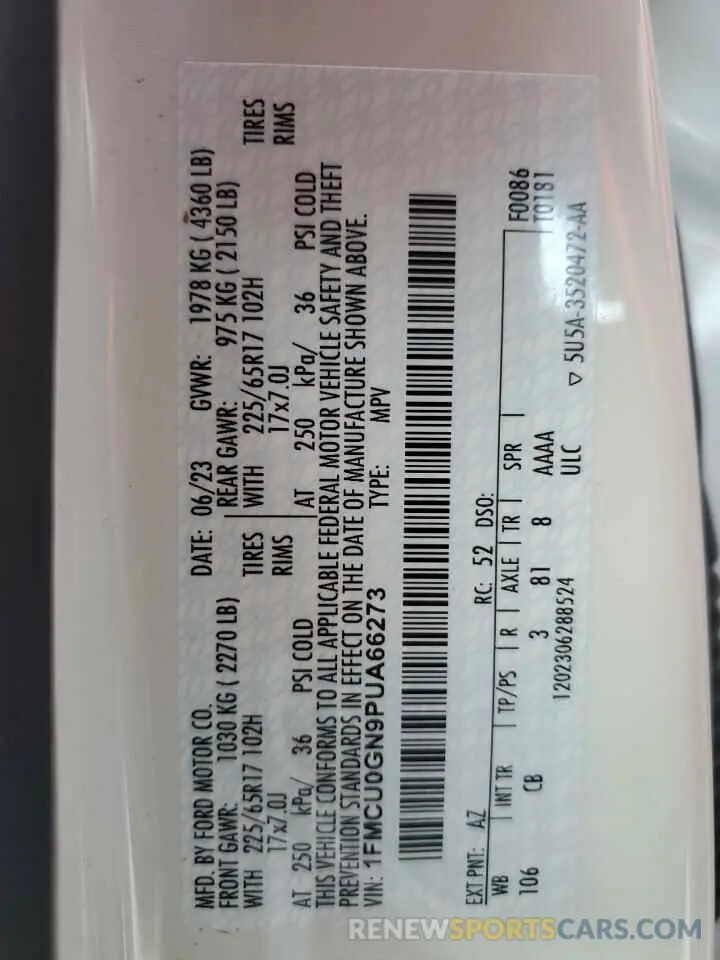 MFD. BY FORD MOTOR CO. DATE: 06/23 GVWR: 1978 KG ( 4360 LB)
FRONT GAWR: 1030 KG ( 2270 LB) REAR GAWR: 975 KG ( 2150 LB)
WITH 225/65R17 102H TIRES WITH 225/65R17 102H TIRES
17x7.0J RIMS 17x7.0J RIMS
AT 250 kPa/ 36 PSI COLD AT 250 kPa/ 36 PSI COLD
THIS VEHICLE CONFORMS TO ALL APPLICABLE FEDERAL MOTOR VEHICLE SAFETY AND THEFT
PREVENTION STANDARDS IN EFFECT ON THE DATE OF MANUFACTURE SHOWN ABOVE.
VIN: 1FMCU0GN9PUA66273 TYPE: MPV
EXT PNT: AZ RC: 52 DSO:
WB INT TR TP/PS R AXLE TR SPR F0086
106 CB 3 81 8 AAAA T0181
ULC
1202306288524 ▽ 5U5A-3520472-AA
RENEWSPORTSCARS.COM